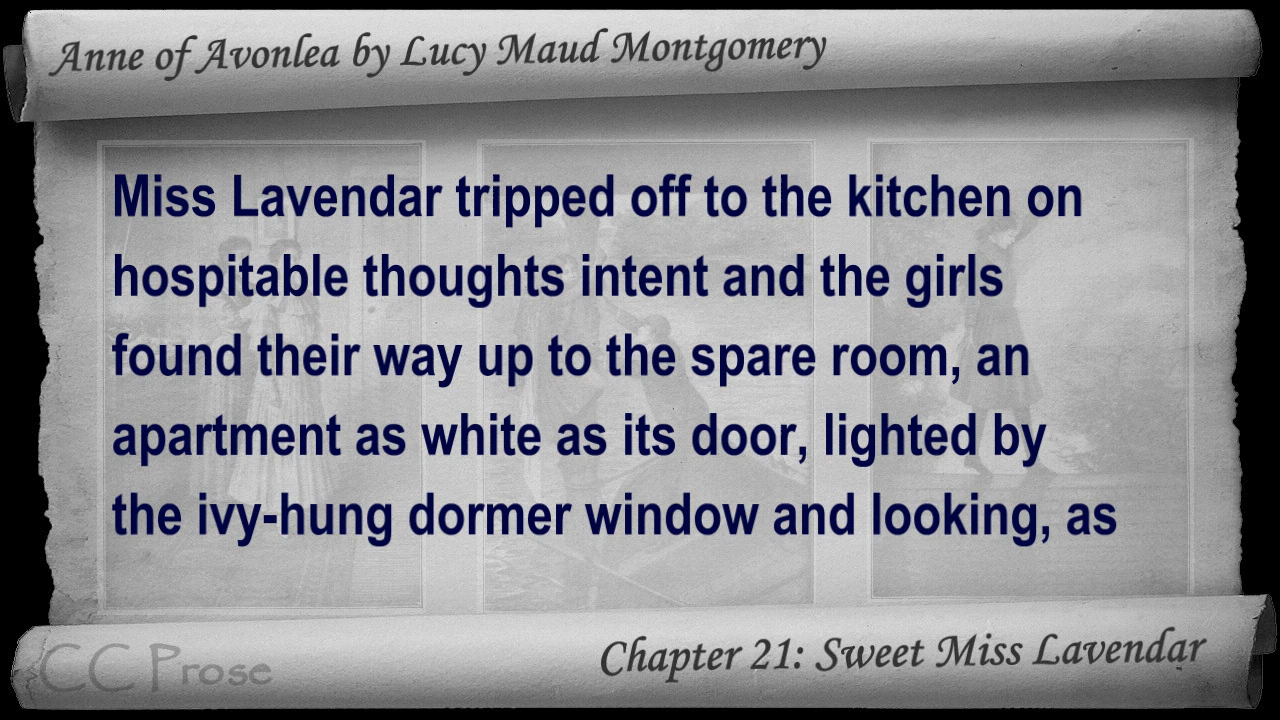 Anne of Avonlea by Lucy Maud Montgomery
Miss Lavendar tripped off to the kitchen on
hospitable thoughts intent and the girls
found their way up to the spare room, an
apartment as white as its door, lighted by
the ivy-hung dormer window and looking, as
CC Prose
Chapter 21: Sweet Miss Lavendar